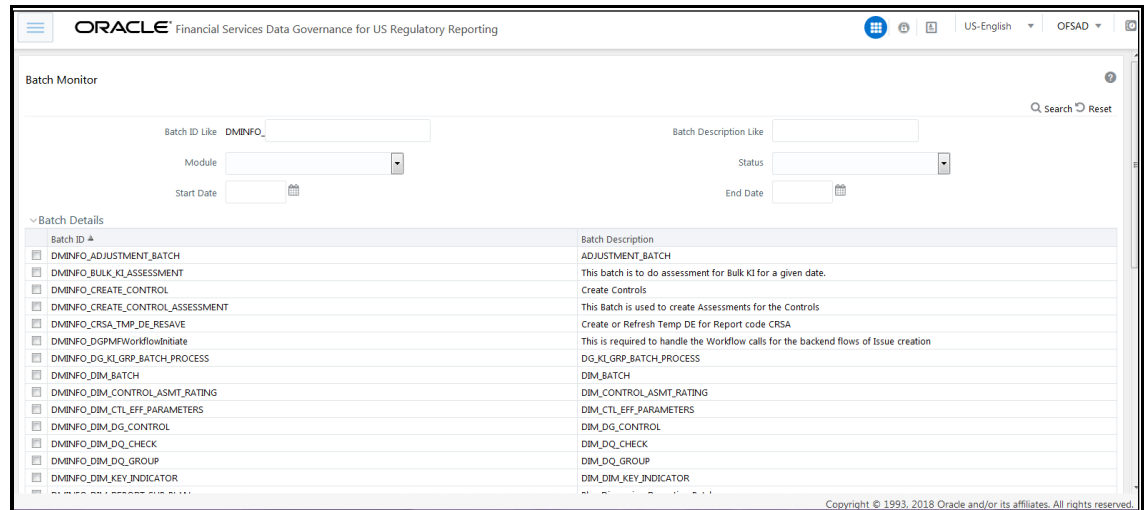 ORACLE Financial Services Data Governance for US Regulatory Reporting
US-English
OFSAD
Batch Monitor
Search Reset
Batch ID Like DMINFO_
Batch Description Like
Module
Status
Start Date
End Date
Batch Details
Batch ID Batch Description
DMINFO_ADJUSTMENT_BATCH ADJUSTMENT_BATCH
DMINFO_BULK_KI_ASSESSMENT This batch is to do assessment for Bulk KI for a given date.
DMINFO_CREATE_CONTROL Create Controls
DMINFO_CREATE_CONTROL_ASSESSMENT This Batch is used to create Assessments for the Controls
DMINFO_CRSA_TMP_DE_RESAVE Create or Refresh Temp DE for Report code CRSA
DMINFO_DGPMFWorkflowInitiate This is required to handle the Workflow calls for the backend flows of Issue creation
DMINFO_DG_KI_GRP_BATCH_PROCESS DG_KI_GRP_BATCH_PROCESS
DMINFO_DIM_BATCH DIM_BATCH
DMINFO_DIM_CONTROL_ASMT_RATING DIM_CONTROL_ASMT_RATING
DMINFO_DIM_CTL_EFF_PARAMETERS DIM_CTL_EFF_PARAMETERS
DMINFO_DIM_DG_CONTROL DIM_DG_CONTROL
DMINFO_DIM_DQ_CHECK DIM_DQ_CHECK
DMINFO_DIM_DQ_GROUP DIM_DQ_GROUP
DMINFO_DIM_KEY_INDICATOR DIM_DIM_KEY_INDICATOR
Copyright © 1993, 2018 Oracle and/or its affiliates. All rights reserved.